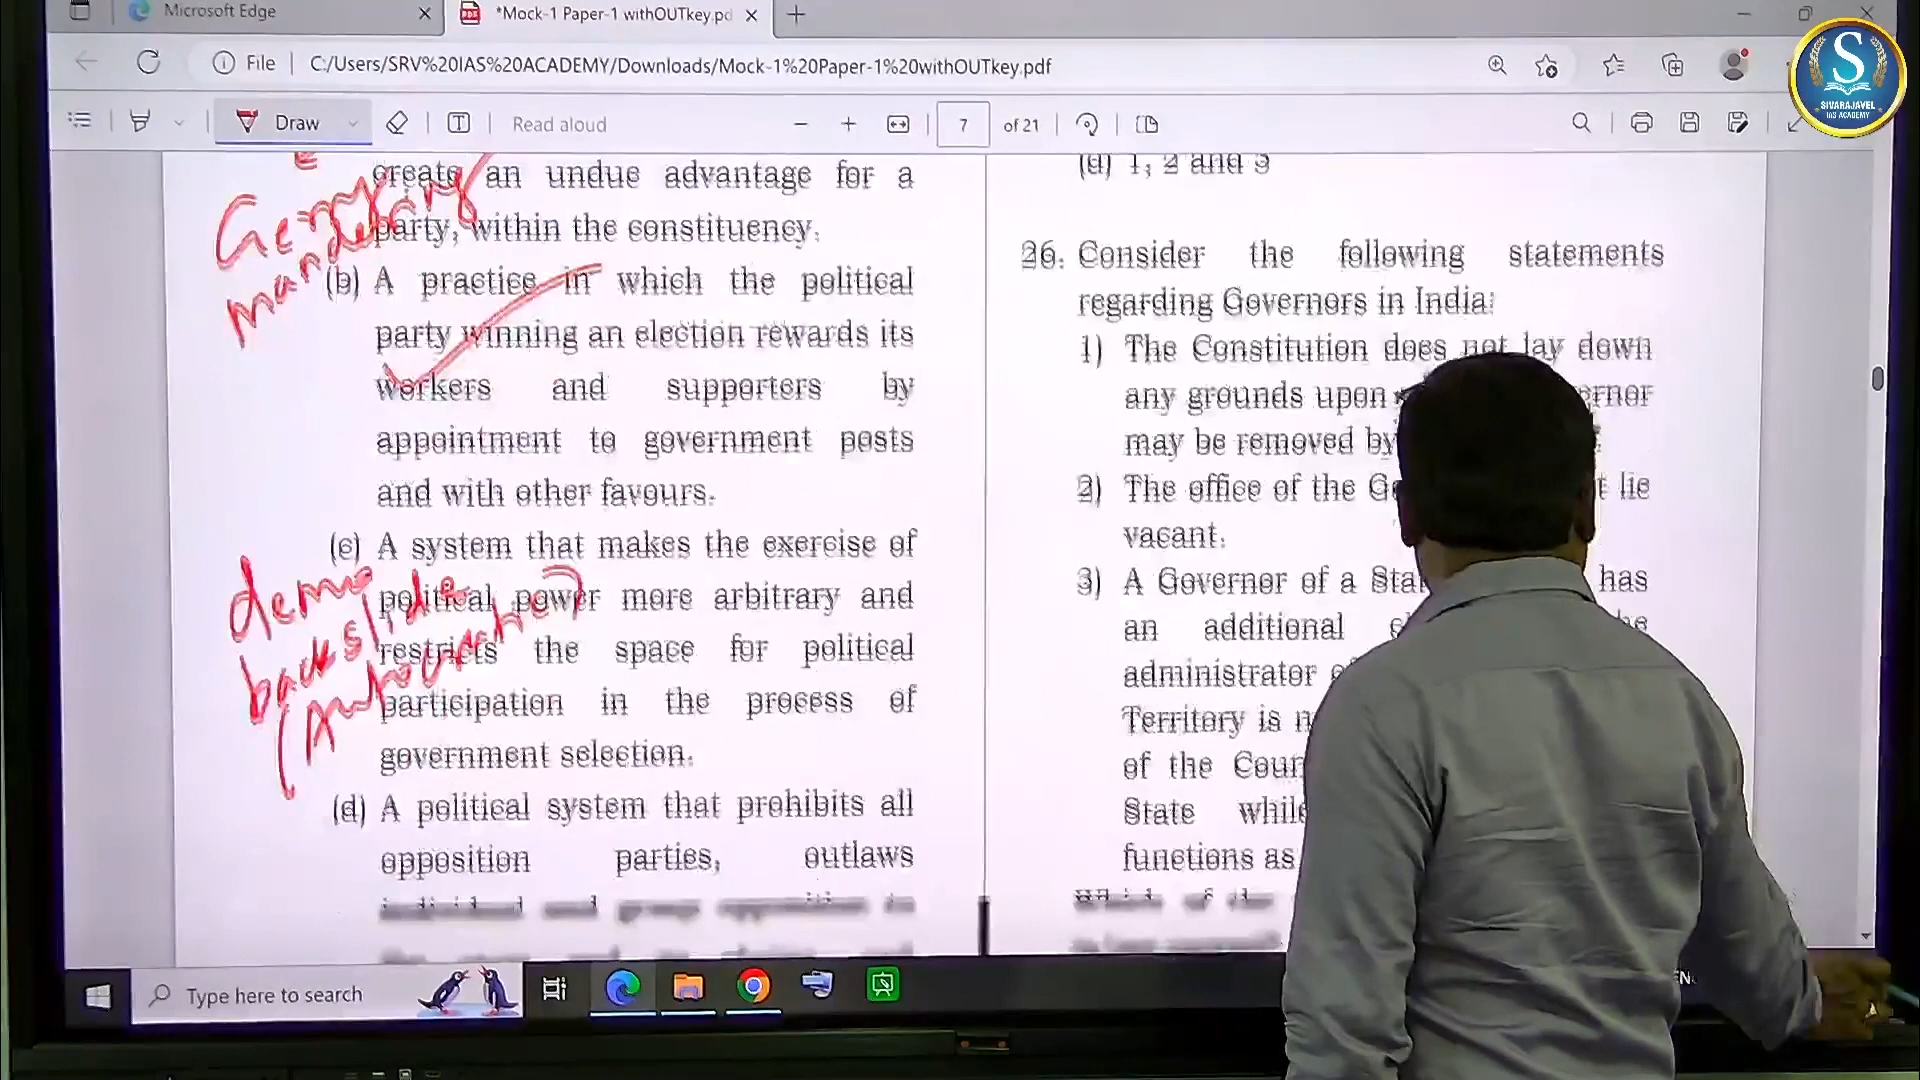 Microsoft Edge
*Mock-1 Paper-1 withOUTkey.pd
File
C:/Users/SRV%20IAS%20ACADEMY/Downloads/Mock-1%20Paper-1%20withOUTkey.pdf
Draw
Read aloud
7
of 21
S
SIVARAJAVEL
IAS ACADEMY
create an undue advantage for a
party, within the constituency.
Gerry
mandering
(b) A practice in which the political
party winning an election rewards its
workers and supporters by
appointment to government posts
and with other favours.
(c) A system that makes the exercise of
political power more arbitrary and
restricts the space for political
participation in the process of
government selection.
demo
backslide
(d) A political system that prohibits all
opposition parties, outlaws
(d) 1, 2 and 3
26. Consider the following statements
regarding Governors in India:
1) The Constitution does not lay down
any grounds upon
may be removed by
2) The office of the
lie
vacant.
3) A Governor of a
has
an additional
administrator
Territory is
of the
State while
functions as
Type here to search